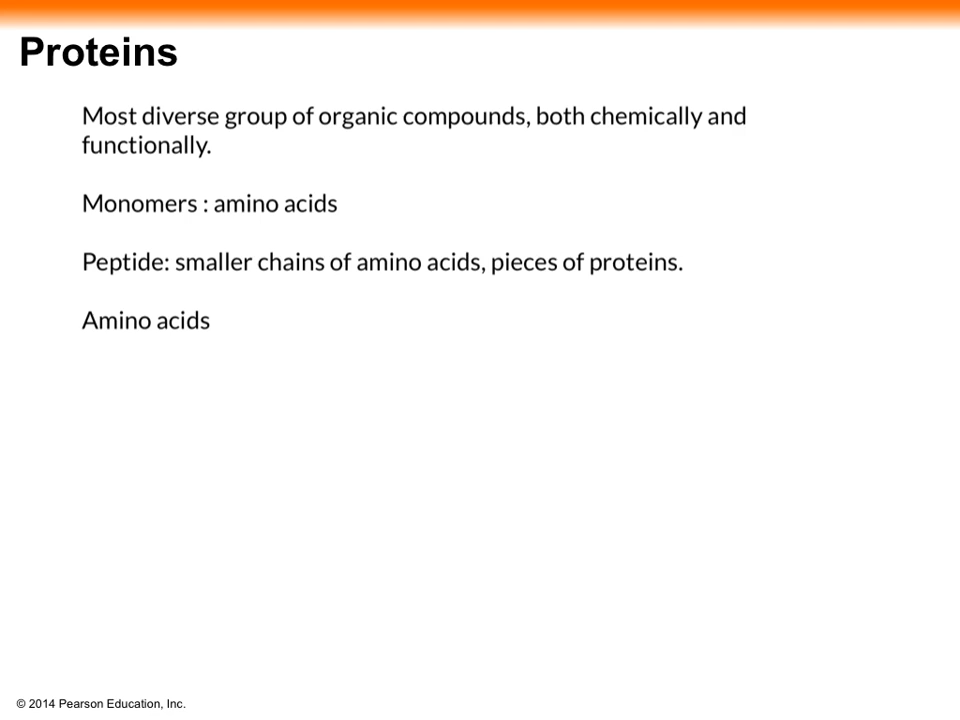 Proteins
Most diverse group of organic compounds, both chemically and
functionally.
Monomers : amino acids
Peptide: smaller chains of amino acids, pieces of proteins.
Amino acids
© 2014 Pearson Education, Inc.